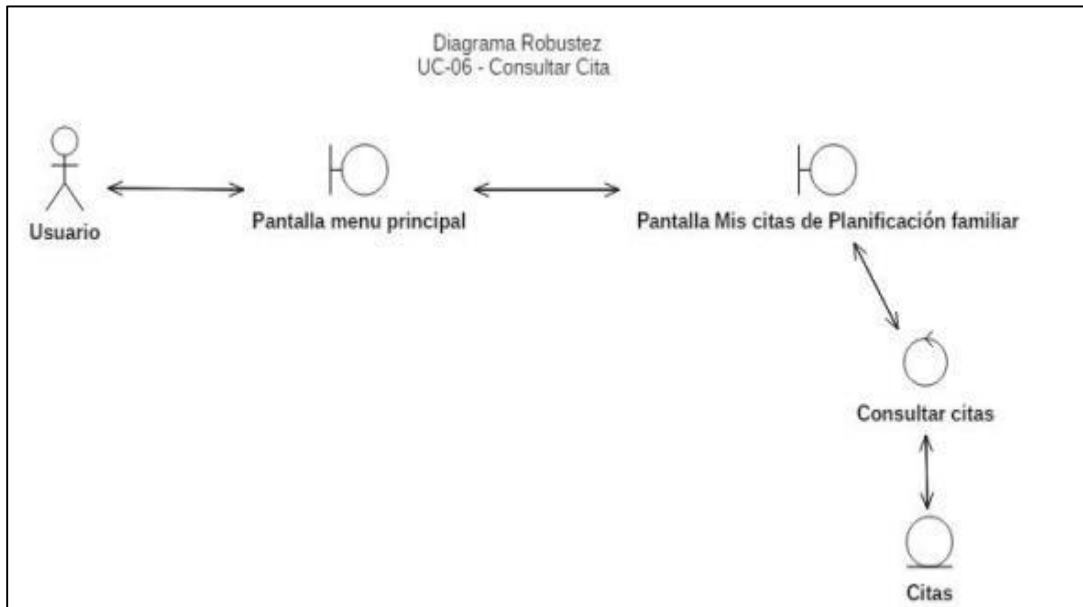 Diagrama Robustez
UC-06 - Consultar Cita
Usuario
Pantalla menu principal
Pantalla Mis citas de Planificación familiar
Consultar citas
Citas